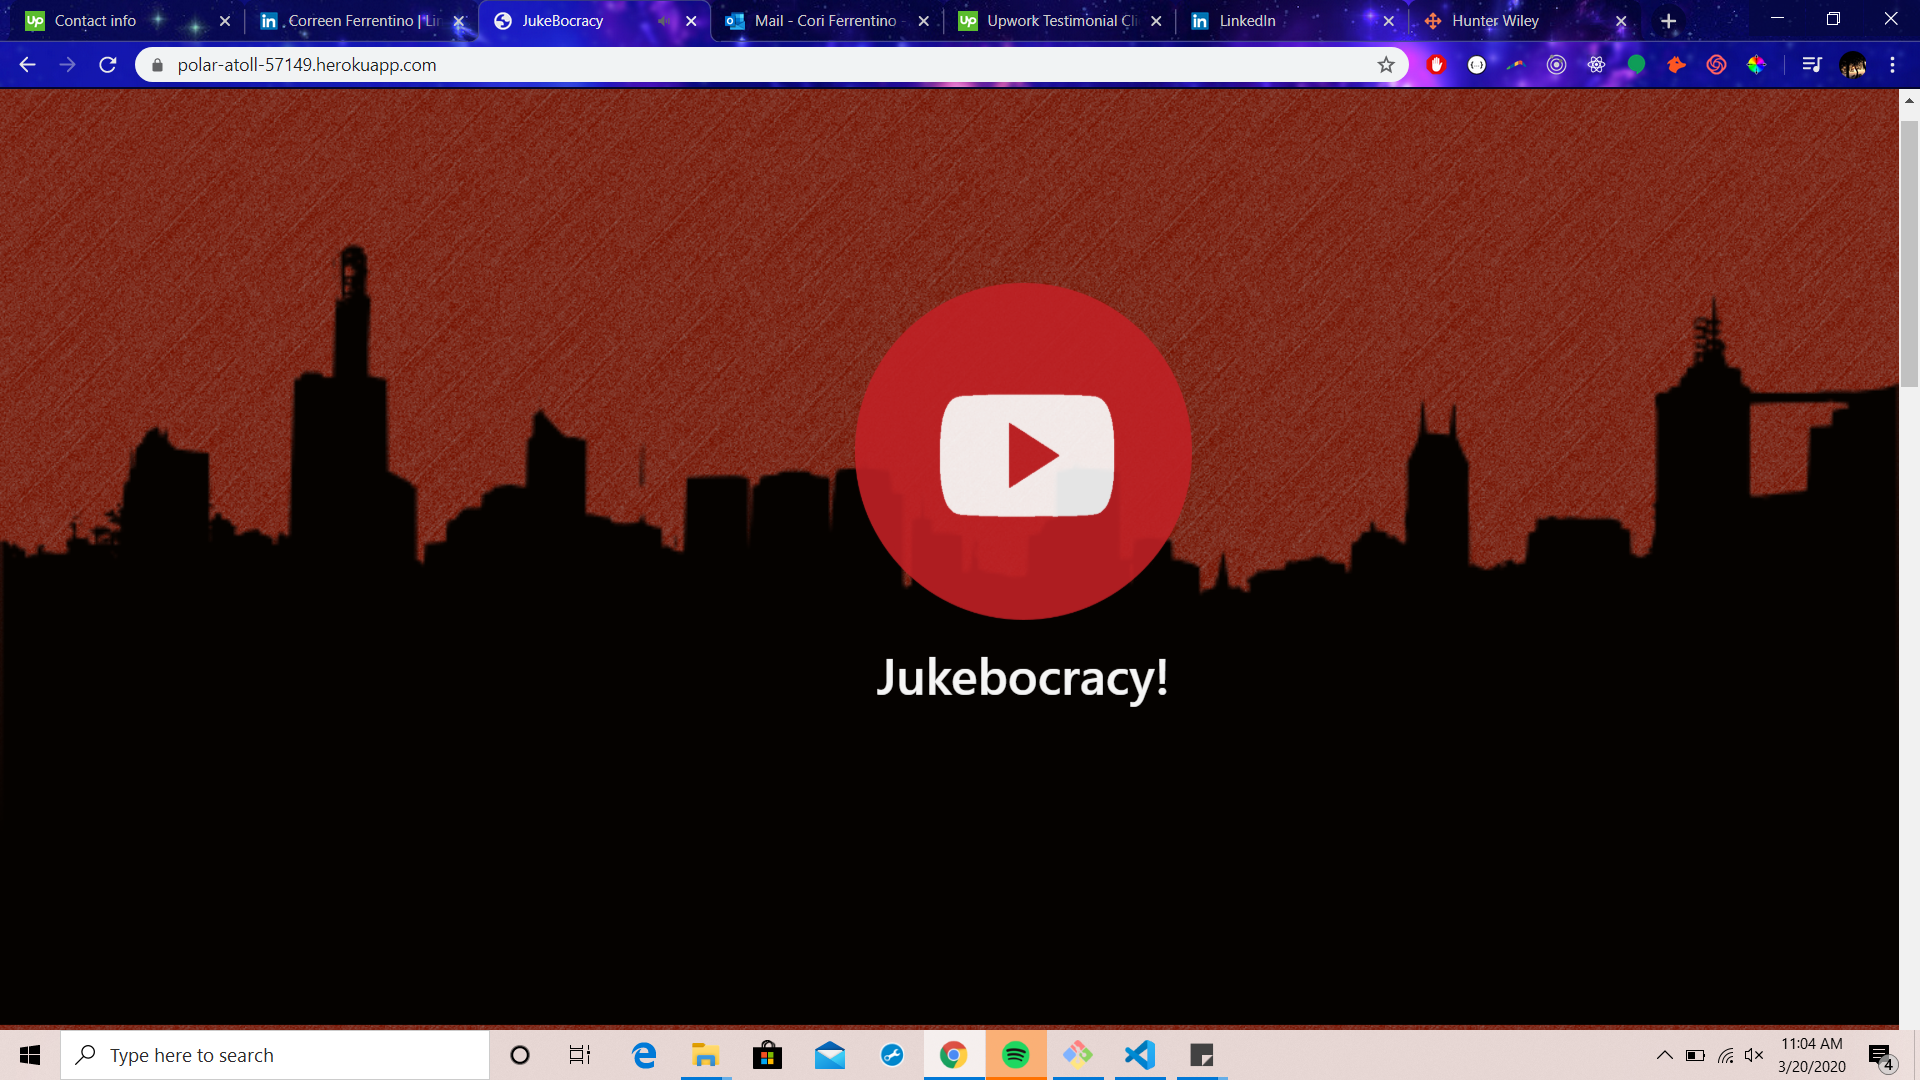 Contact info
Correen Ferrentino | Lin
JukeBocracy
Mail - Cori Ferrentino -
Upwork Testimonial Cli
LinkedIn
Hunter Wiley
polar-atoll-57149.herokuapp.com
Jukebocracy!
Type here to search
11:04 AM
3/20/2020
4